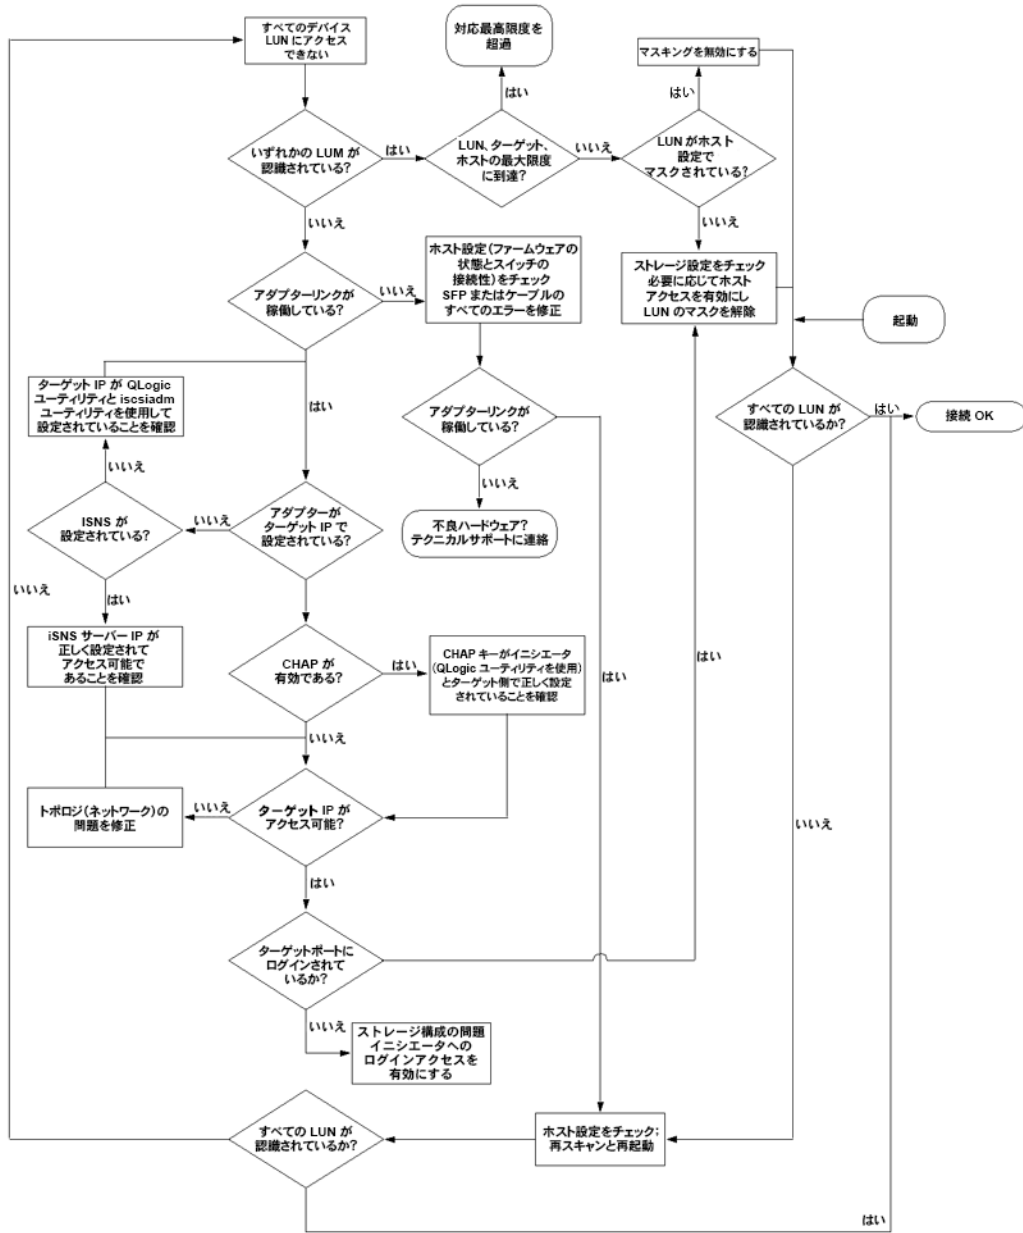 すべてのデバイス
LUN にアクセス
できない
対応最高限度を
超過
マスキングを無効にする
はい
はい
いずれかの LUM が
認識されている?
はい
LUN、ターゲット、
ホストの最大限度
に到達?
いいえ
LUN がホスト
設定で
マスクされている?
いいえ
いいえ
アダプターリンクが
稼働している?
いいえ
ホスト設定(ファームウェアの
状態とスイッチの
接続性)をチェック
SFP またはケーブルの
すべてのエラーを修正
ストレージ設定をチェック
必要に応じてホスト
アクセスを有効にし
LUN のマスクを解除
起動
ターゲット IP が QLogic
ユーティリティと iscsiadm
ユーティリティを使用して
設定されていることを確認
はい
アダプターリンクが
稼働している?
すべての LUN が
認識されているか?
はい
接続 OK
いいえ
いいえ
ISNS が
設定されている?
いいえ
アダプターが
ターゲット IP で
設定されている?
不良ハードウェア?
テクニカルサポートに連絡
いいえ
はい
iSNS サーバー IP が
正しく設定されて
アクセス可能で
あることを確認
CHAP が
有効である?
はい
CHAP キーがイニシエータ
(QLogic ユーティリティを使用)
とターゲット側で正しく設定
されていることを確認
はい
はい
いいえ
トポロジ(ネットワーク)の
問題を修正
いいえ
ターゲット IP が
アクセス可能?
いいえ
はい
ターゲットポートに
ログインされて
いるか?
いいえ
ストレージ構成の問題
イニシエータへの
ログインアクセスを
有効にする
すべての LUN が
認識されているか?
ホスト設定をチェック;
再スキャンと再起動
はい